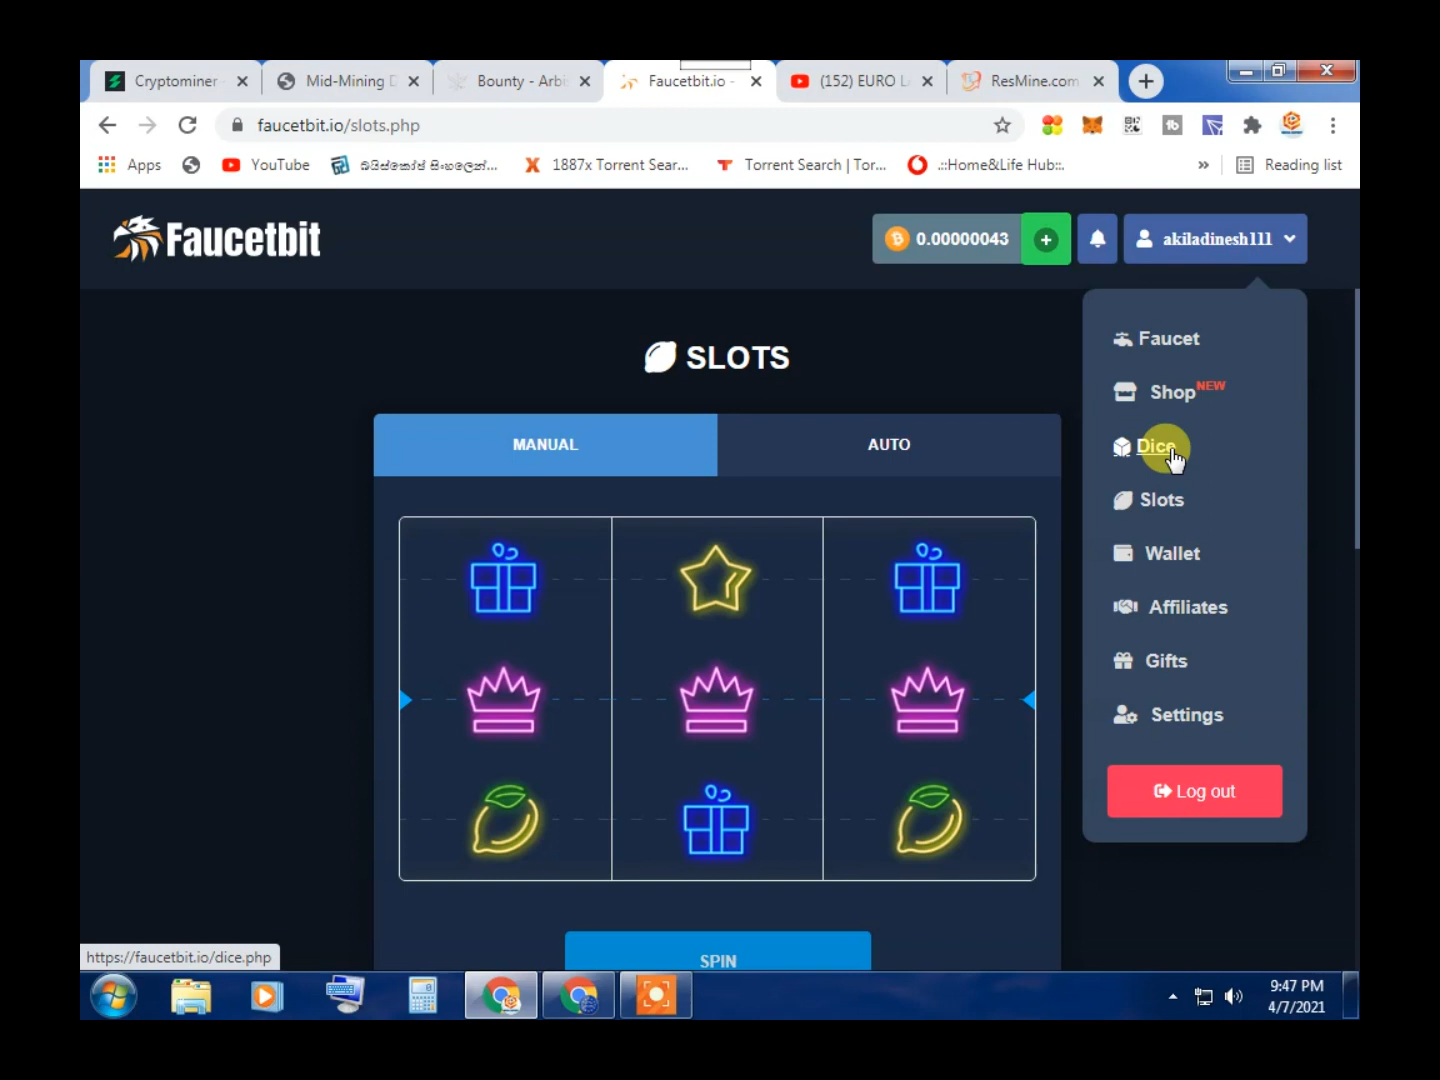 Cryptominer
Mid-Mining D
Bounty - Arbi
Faucetbit.io -
(152) EURO L
ResMine.com
faucetbit.io/slots.php
Apps
YouTube
බයිස්කෝප් සිංහලෙන්...
1887x Torrent Sear...
Torrent Search | Tor...
.::Home&Life Hub::.
»
Reading list
Faucetbit
0.00000043
akiladinesh111
SLOTS
MANUAL
AUTO
SPIN
Faucet
Shop NEW
Dice
Slots
Wallet
Affiliates
Gifts
Settings
Log out
https://faucetbit.io/dice.php
9:47 PM
4/7/2021